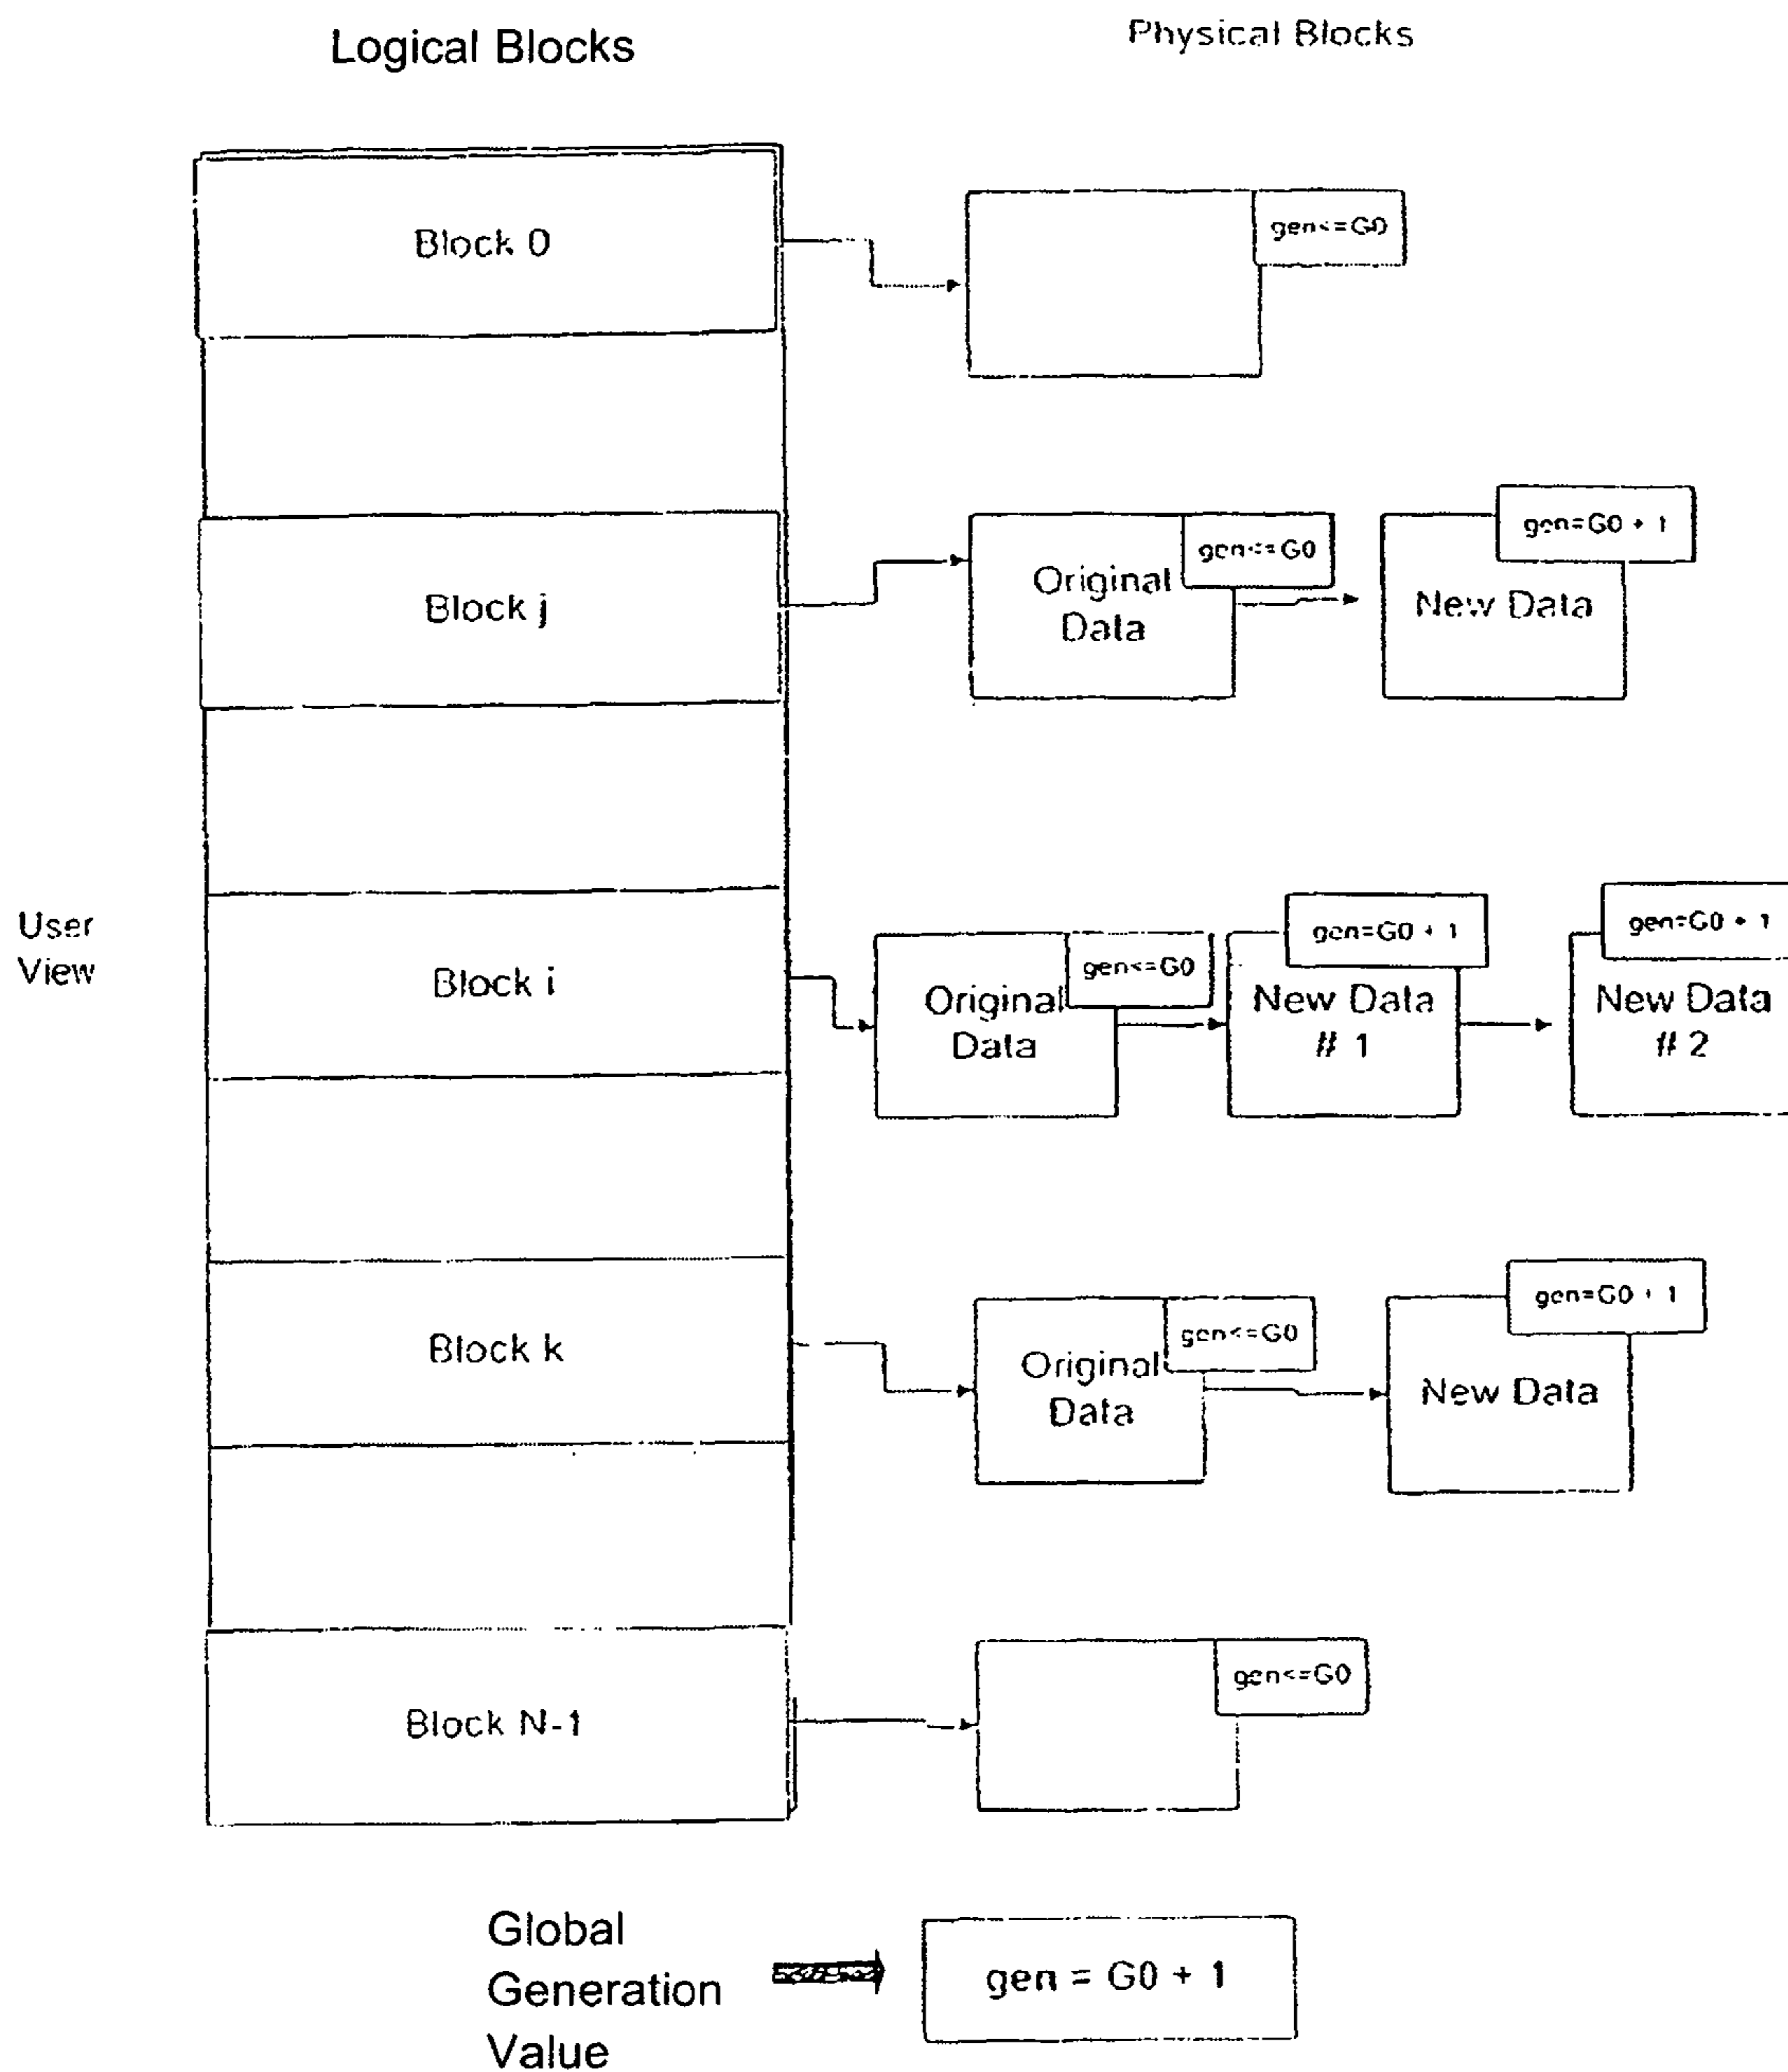 Logical Blocks
Physical Blocks
Block 0
gen<=G0
Block j
gen<=G0
Original
Data
gen=G0 + 1
New Data
User
View
Block i
gen<=G0
Original
Data
gen=G0 + 1
New Data
# 1
gen=G0 + 1
New Data
# 2
Block k
gen<=G0
Original
Data
gen=G0 + 1
New Data
Block N-1
gen<=G0
Global
Generation
Value
gen = G0 + 1